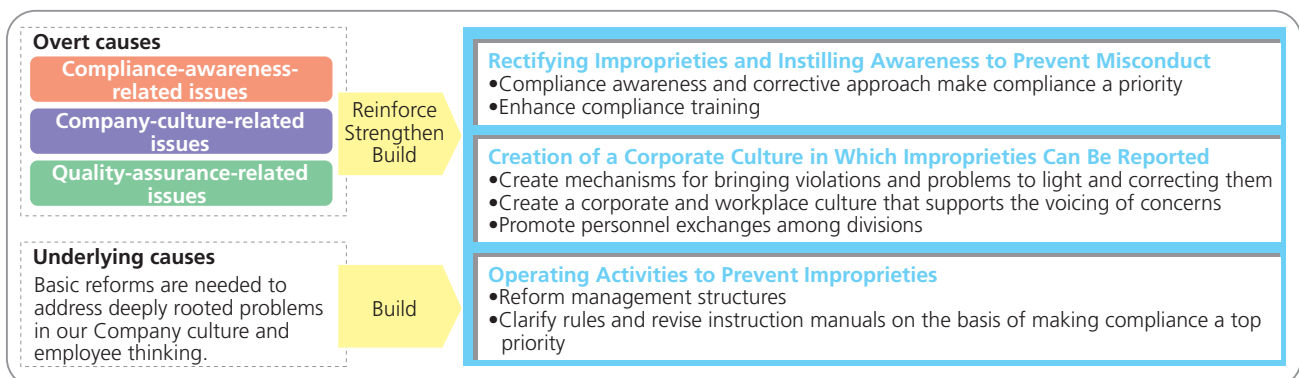 Overt causes
Compliance-awareness-
related issues
Company-culture-related
issues
Quality-assurance-related
issues
Underlying causes
Basic reforms are needed to
address deeply rooted problems
in our Company culture and
employee thinking.
Reinforce
Strengthen
Build
Build
Rectifying Improprieties and Instilling Awareness to Prevent Misconduct
•Compliance awareness and corrective approach make compliance a priority
•Enhance compliance training
Creation of a Corporate Culture in Which Improprieties Can Be Reported
•Create mechanisms for bringing violations and problems to light and correcting them
•Create a corporate and workplace culture that supports the voicing of concerns
•Promote personnel exchanges among divisions
Operating Activities to Prevent Improprieties
•Reform management structures
•Clarify rules and revise instruction manuals on the basis of making compliance a top
priority